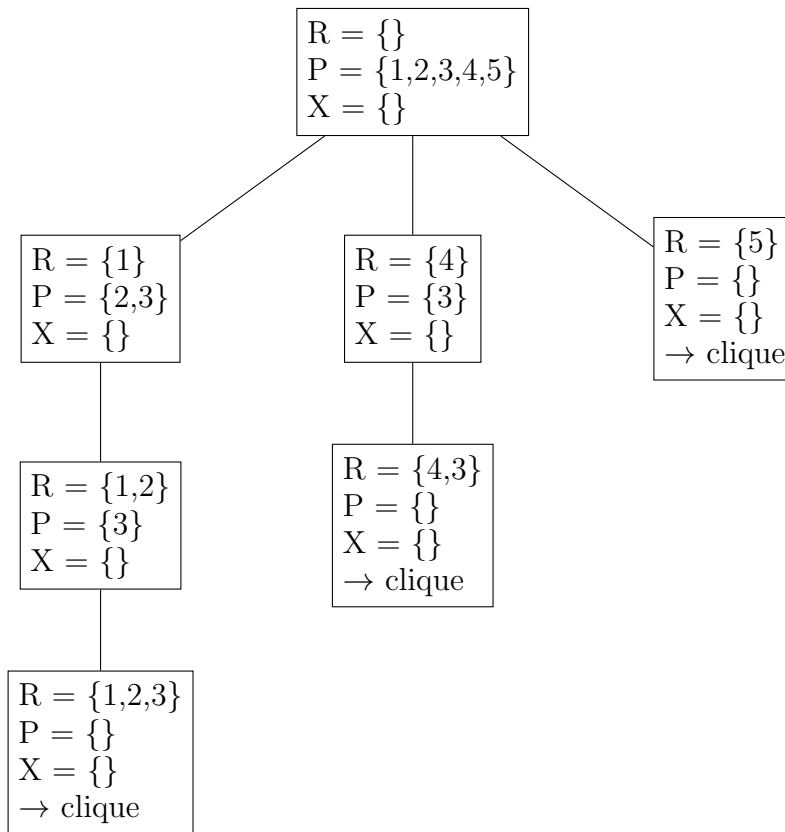 R = {}
P = {1,2,3,4,5}
X = {}
R = {1}
P = {2,3}
X = {}
R = {4}
P = {3}
X = {}
R = {5}
P = {}
X = {}
→ clique
R = {1,2}
P = {3}
X = {}
R = {4,3}
P = {}
X = {}
→ clique
R = {1,2,3}
P = {}
X = {}
→ clique